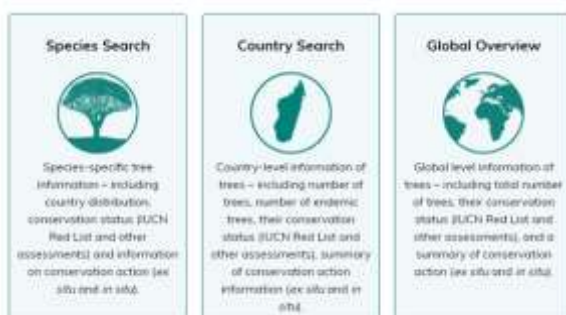 Species Search
Species-specific tree
information – including
country distribution,
conservation status (IUCN
Red List and other
assessments) and information
on conservation action (ex
situ and in situ).
Country Search
Country-level information of
trees – including number of
trees, number of endemic
trees, their conservation
status (IUCN Red List and
other assessments), summary
of conservation action
information (ex situ and in
situ).
Global Overview
Global level information of
trees – including total number
of trees, their conservation
status (IUCN Red List and
other assessments), and a
summary of conservation
action (ex situ and in situ).